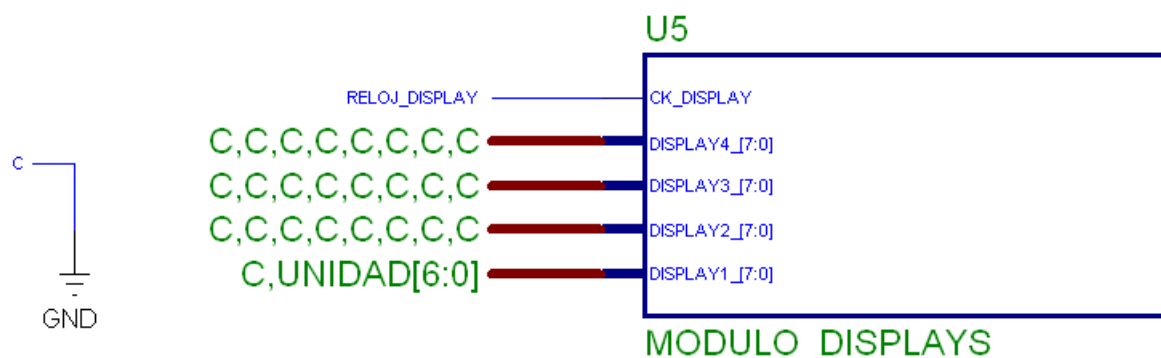 U5
RELOJ_DISPLAY CK_DISPLAY
C,C,C,C,C,C,C,C DISPLAY4_[7:0]
C
C,C,C,C,C,C,C,C DISPLAY3_[7:0]
C,C,C,C,C,C,C,C DISPLAY2_[7:0]
C,UNIDAD[6:0] DISPLAY1_[7:0]
GND
MODULO DISPLAYS